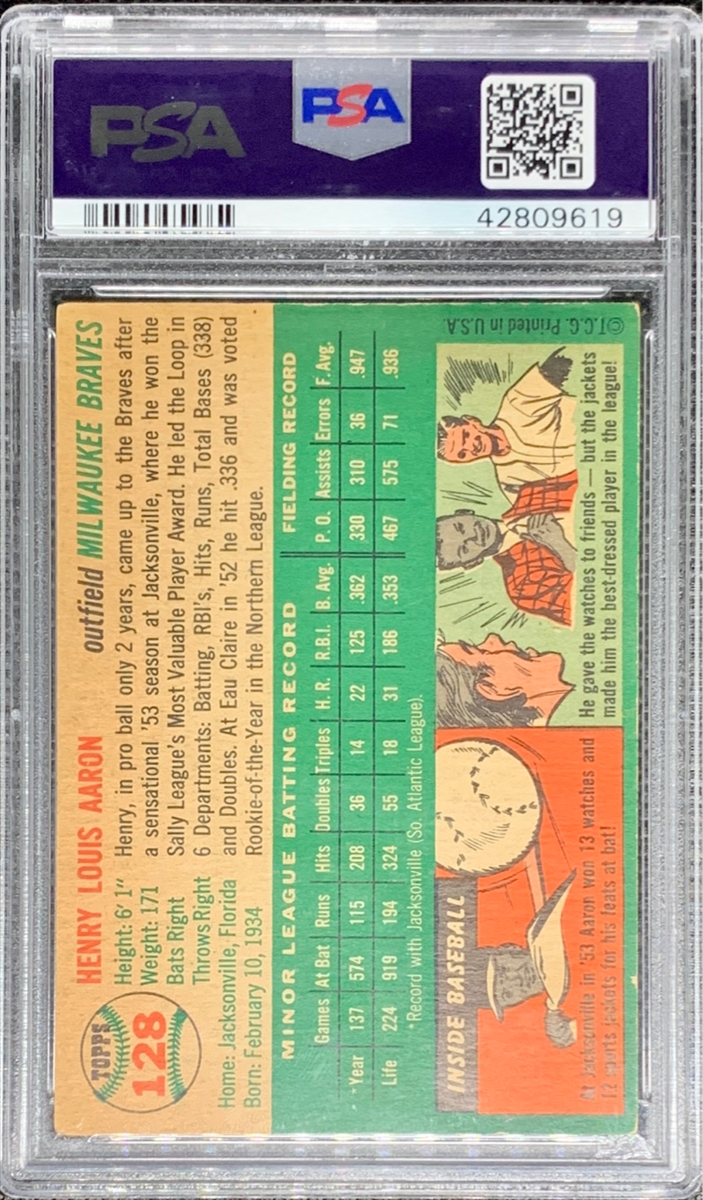 PSA
PSA
42809619
TOPPS
128
HENRY LOUIS AARON
outfield MILWAUKEE BRAVES
Height: 6' 1"
Weight: 171
Bats Right
Throws Right
Home: Jacksonville, Florida
Born: February 10, 1934
Henry, in pro ball only 2 years, came up to the Braves after
a sensational '53 season at Jacksonville, where he won the
Sally League's Most Valuable Player Award. He led the Loop in
6 Departments: Batting, RBI's, Hits, Runs, Total Bases (338)
and Doubles. At Eau Claire in '52 he hit .336 and was voted
Rookie-of-the-Year in the Northern League.
MINOR LEAGUE BATTING RECORD FIELDING RECORD
Games At Bat Runs Hits Doubles Triples H. R. R.B.I. B. Avg. P. O. Assists Errors F. Avg.
*Year 137 574 115 208 36 14 22 125 .362 330 310 36 .947
Life 224 919 194 324 55 18 31 186 .353 467 575 71 .936
*Record with Jacksonville (So. Atlantic League).
INSIDE BASEBALL
At Jacksonville in '53 Aaron won 13 watches and
12 sports jackets for his feats at bat!
He gave the watches to friends — but the jackets
made him the best-dressed player in the league!
©T.C.G. Printed in U.S.A.